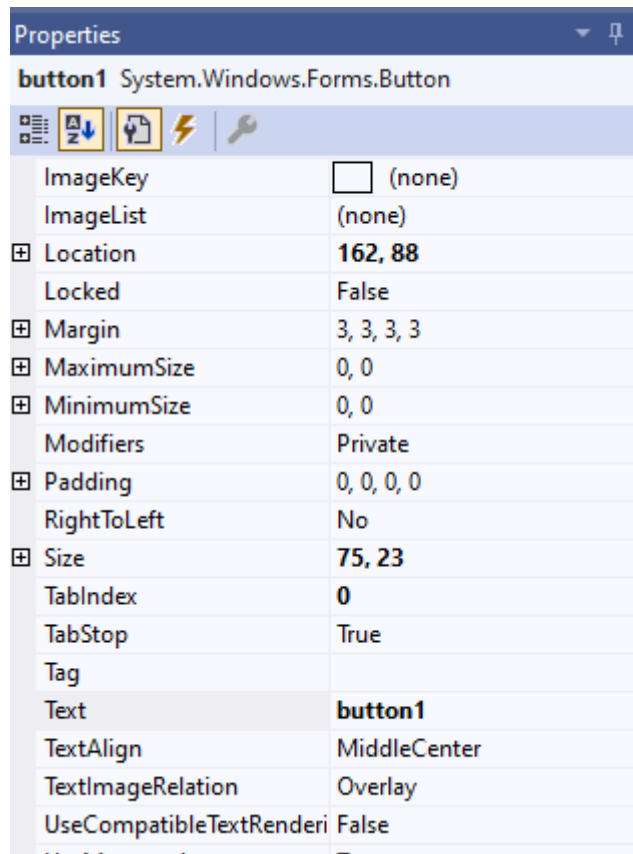 Properties
button1 System.Windows.Forms.Button
ImageKey (none)
ImageList (none)
Location 162, 88
Locked False
Margin 3, 3, 3, 3
MaximumSize 0, 0
MinimumSize 0, 0
Modifiers Private
Padding 0, 0, 0, 0
RightToLeft No
Size 75, 23
TabIndex 0
TabStop True
Tag
Text button1
TextAlign MiddleCenter
TextImageRelation Overlay
UseCompatibleTextRenderi False